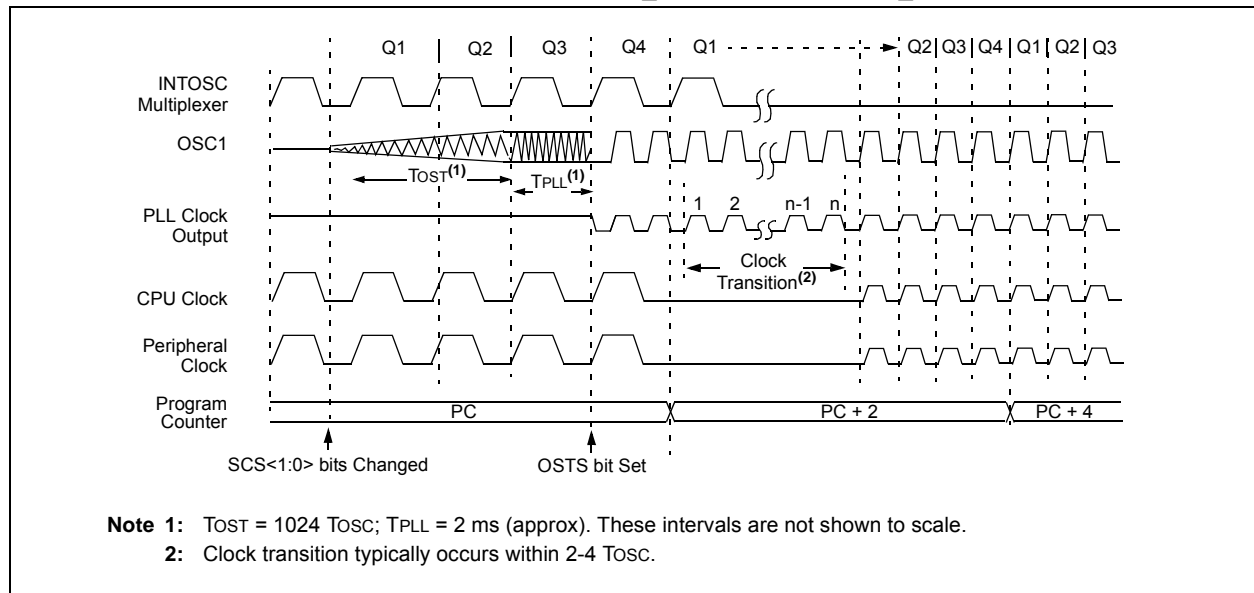 Q1 Q2 Q3 Q4 Q1 Q2 Q3 Q4 Q1 Q2 Q3
INTOSC
Multiplexer
OSC1
TOST(1)
TPLL(1)
PLL Clock
Output
1 2 n-1 n
Clock
Transition(2)
CPU Clock
Peripheral
Clock
Program
Counter
PC PC + 2 PC + 4
SCS<1:0> bits Changed
OSTS bit Set
Note 1: TOST = 1024 TOSC; TPLL = 2 ms (approx). These intervals are not shown to scale.
2: Clock transition typically occurs within 2-4 TOSC.